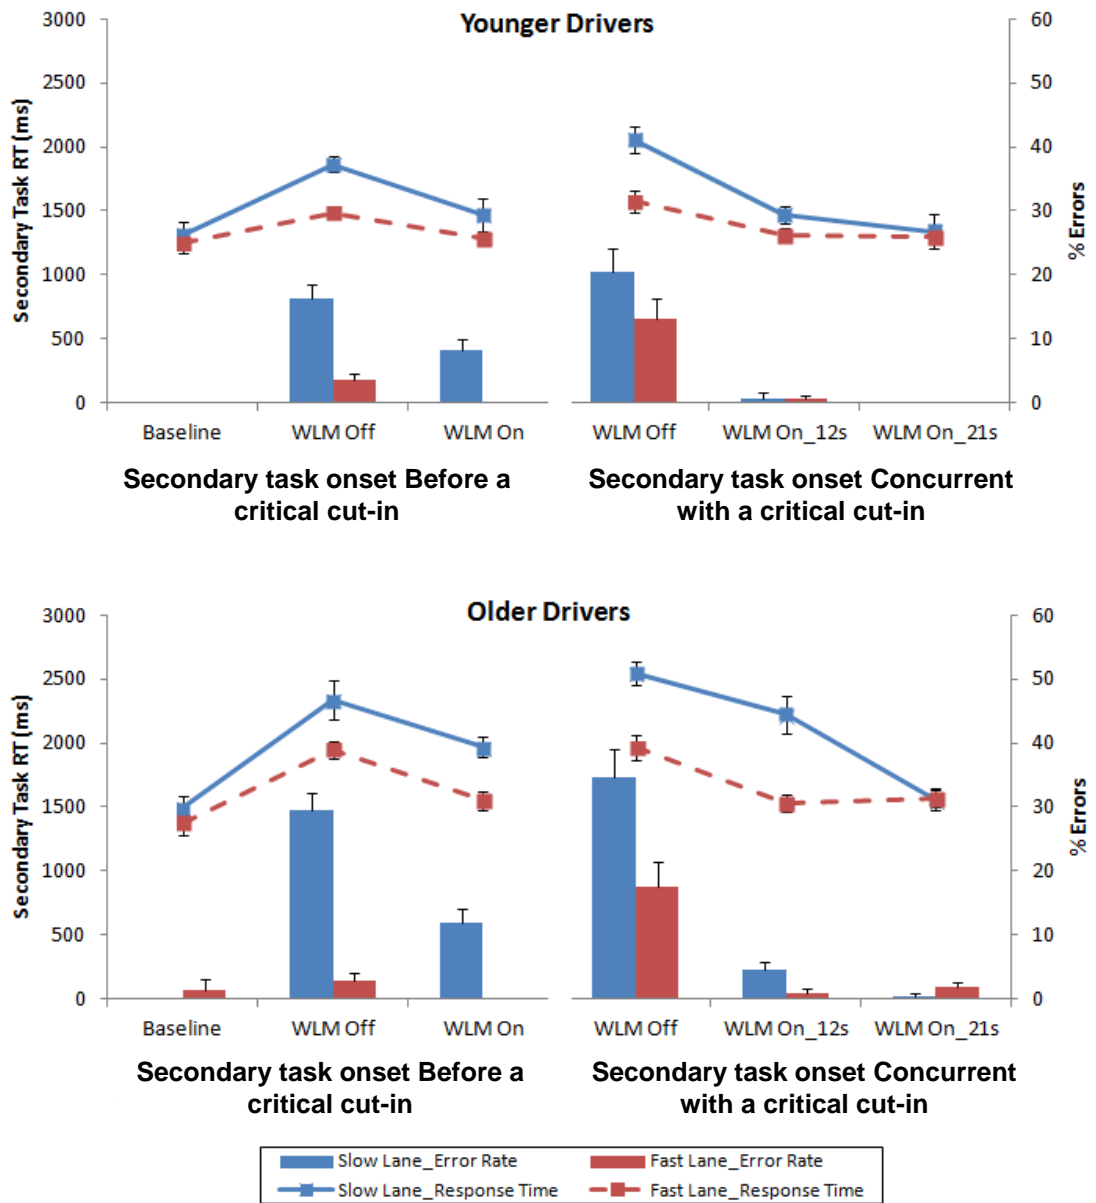 Younger Drivers
3000
2500
2000
1500
1000
500
0
Secondary Task RT (ms)
60
50
40
30
20
10
0
% Errors
Baseline WLM Off WLM On WLM Off WLM On_12s WLM On_21s
Secondary task onset Before a
critical cut-in
Secondary task onset Concurrent
with a critical cut-in
Older Drivers
3000
2500
2000
1500
1000
500
0
Secondary Task RT (ms)
60
50
40
30
20
10
0
% Errors
Baseline WLM Off WLM On WLM Off WLM On_12s WLM On_21s
Secondary task onset Before a
critical cut-in
Secondary task onset Concurrent
with a critical cut-in
Slow Lane_Error Rate Fast Lane_Error Rate
Slow Lane_Response Time Fast Lane_Response Time